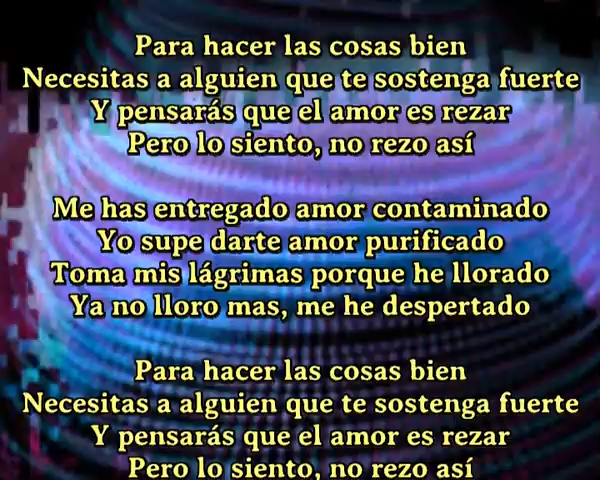 Para hacer las cosas bien
Necesitas a alguien que te sostenga fuerte
Y pensarás que el amor es rezar
Pero lo siento, no rezo así
Me has entregado amor contaminado
Yo supe darte amor purificado
Toma mis lágrimas porque he llorado
Ya no lloro mas, me he despertado
Para hacer las cosas bien
Necesitas a alguien que te sostenga fuerte
Y pensarás que el amor es rezar
Pero lo siento, no rezo así